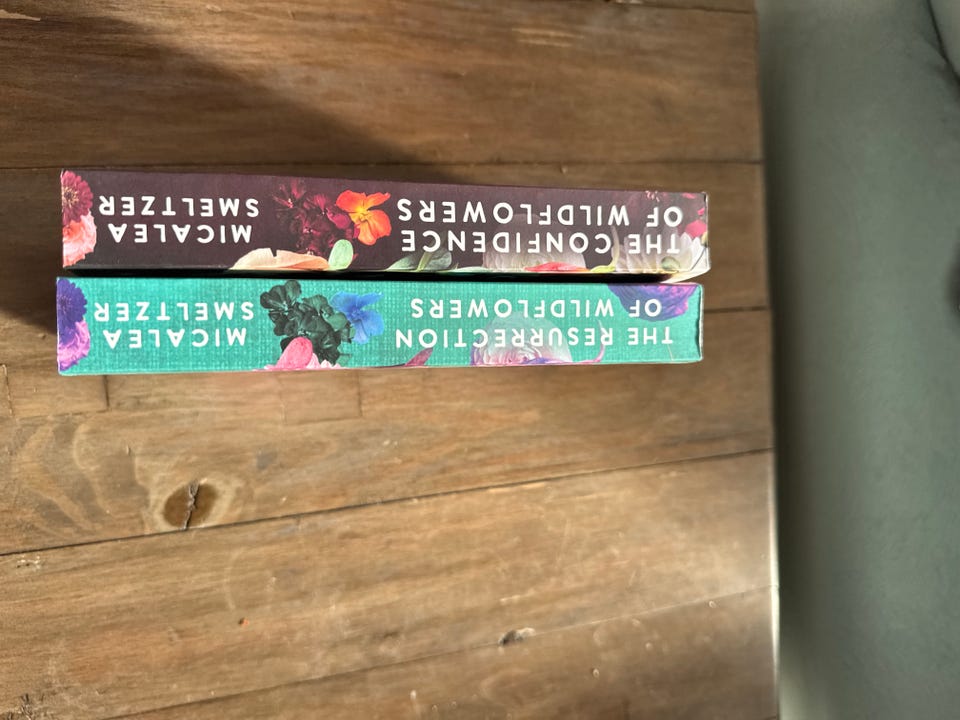 THE CONFIDENCE
OF WILDFLOWERS
MICALEA
SMELTZER
THE RESURRECTION
OF WILDFLOWERS
MICALEA
SMELTZER